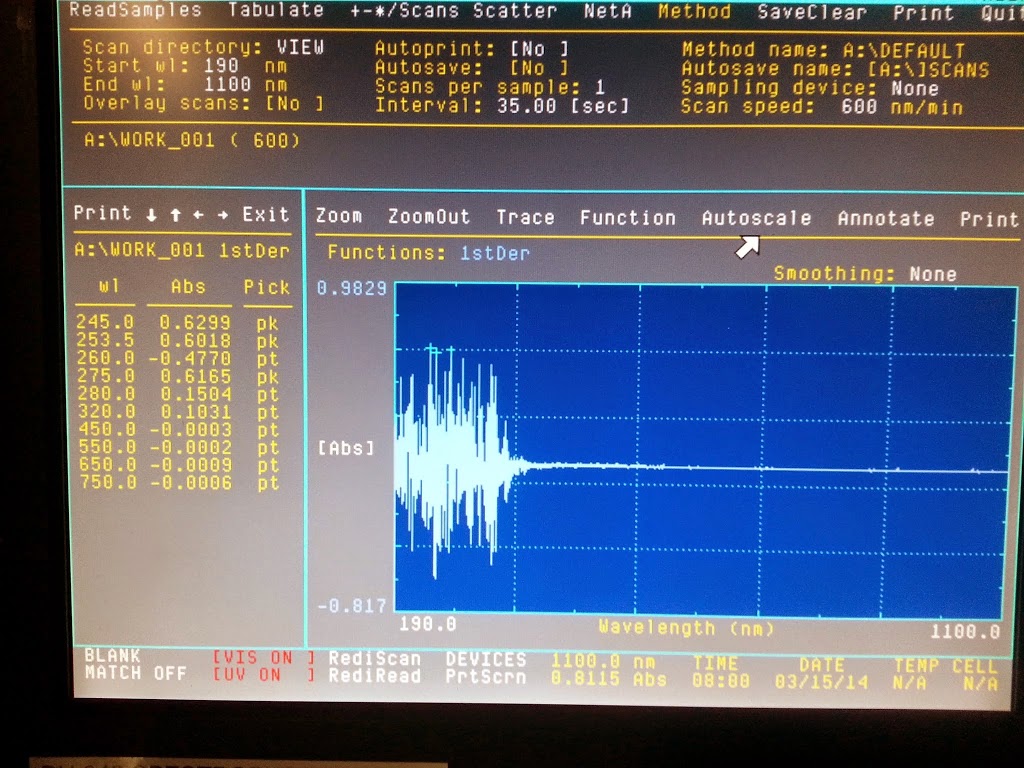 ReadSamples Tabulate +-*/Scans Scatter NetA Method SaveClear Print Quit
Scan directory: VIEW Autoprint: [No ] Method name: A:\DEFAULT
Start wl: 190 nm Autosave: [No ] Autosave name: [A:\]SCANS
End wl: 1100 nm Scans per sample: 1 Sampling device: None
Overlay scans: [No ] Interval: 35.00 [sec] Scan speed: 600 nm/min
A:\WORK_001 ( 600)
Print ↓ ↑ ← → Exit
A:\WORK_001 1stDer
wl Abs Pick
245.0 0.6299 pk
253.5 0.6018 pk
260.0 -0.4770 pt
275.0 0.6165 pk
280.0 0.1504 pt
320.0 0.1031 pt
450.0 -0.0003 pt
550.0 -0.0002 pt
650.0 -0.0009 pt
750.0 -0.0006 pt
Zoom ZoomOut Trace Function Autoscale Annotate Print
Functions: 1stDer
Smoothing: None
0.9829
[Abs]
-0.817
190.0 Wavelength (nm) 1100.0
BLANK [VIS ON ] RediScan DEVICES 1100.0 nm TIME DATE TEMP CELL
MATCH OFF [UV ON ] RediRead PrtScrn 0.8115 Abs 08:00 03/15/14 N/A N/A